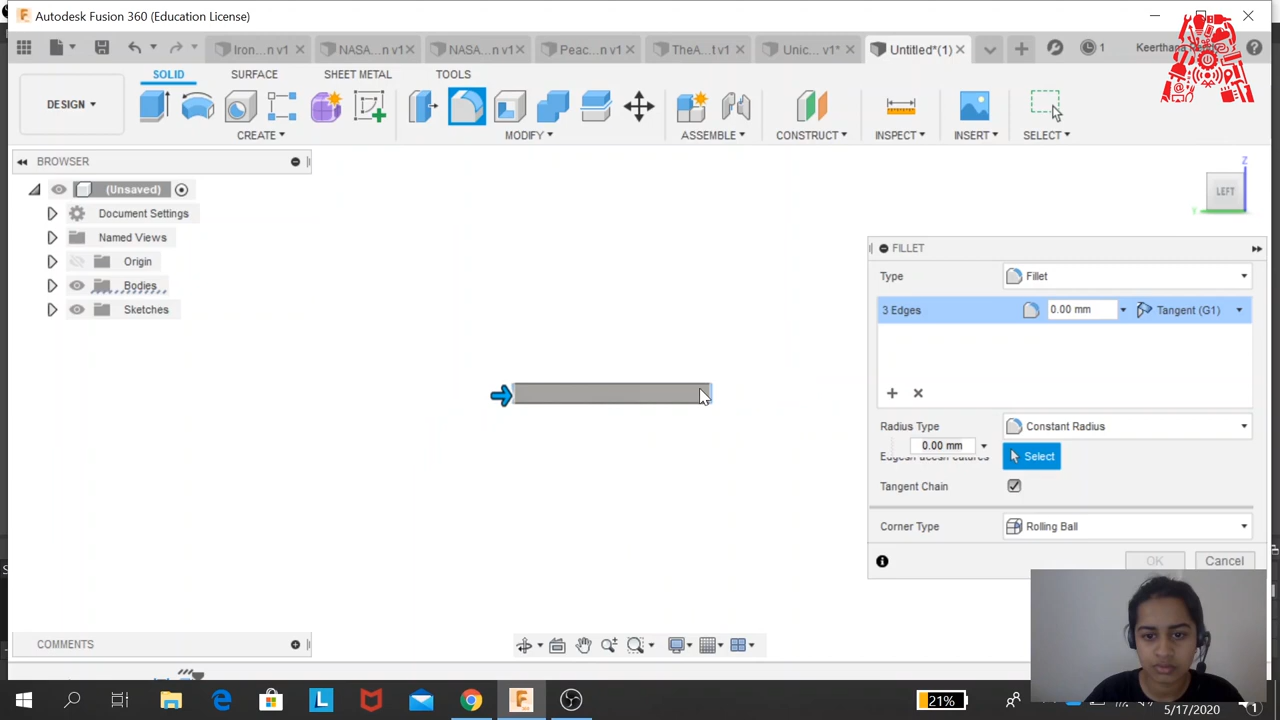 Autodesk Fusion 360 (Education License)
Iron...n v1
NASA...n v1
NASA...n v1
Peac...n v1
TheA...t v1
Unic...v1*
Untitled*(1)
1
Keerthana
SOLID
SURFACE
SHEET METAL
TOOLS
DESIGN
CREATE
MODIFY
ASSEMBLE
CONSTRUCT
INSPECT
INSERT
SELECT
BROWSER
(Unsaved)
Document Settings
Named Views
Origin
Bodies
Sketches
Z
LEFT
Y
FILLET
Type
Fillet
3 Edges
0.00 mm
Tangent (G1)
Radius Type
Constant Radius
0.00 mm
Select
Tangent Chain
Corner Type
Rolling Ball
OK
Cancel
COMMENTS
21%
5/17/2020
1